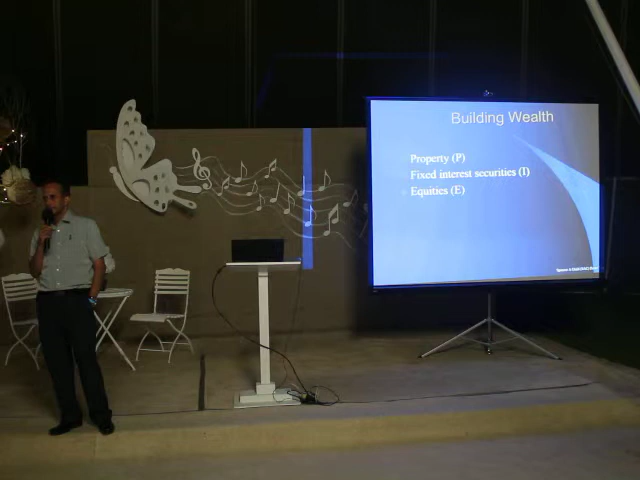 Building Wealth
Property (P)
Fixed interest securities (I)
Equities (E)